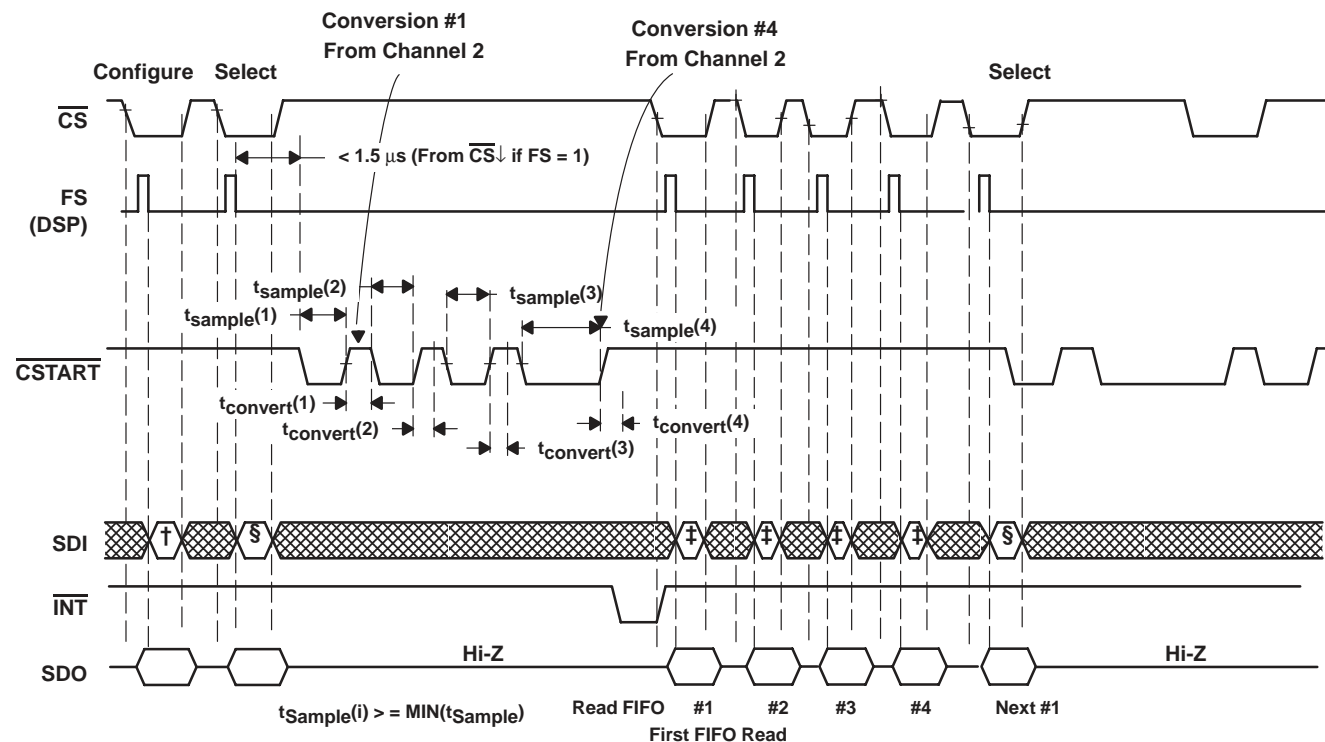 Conversion #1
From Channel 2
Conversion #4
From Channel 2
Configure
Select
Select
CS
< 1.5 μs (From CS↓ if FS = 1)
FS
(DSP)
tsample(2)
tsample(3)
tsample(1)
tsample(4)
CSTART
tconvert(1)
tconvert(4)
tconvert(2)
tconvert(3)
SDI
†
§
‡
‡
‡
‡
§
INT
Hi-Z
Hi-Z
SDO
tSample(i) > = MIN(tSample)
Read FIFO
#1
#2
#3
#4
Next #1
First FIFO Read